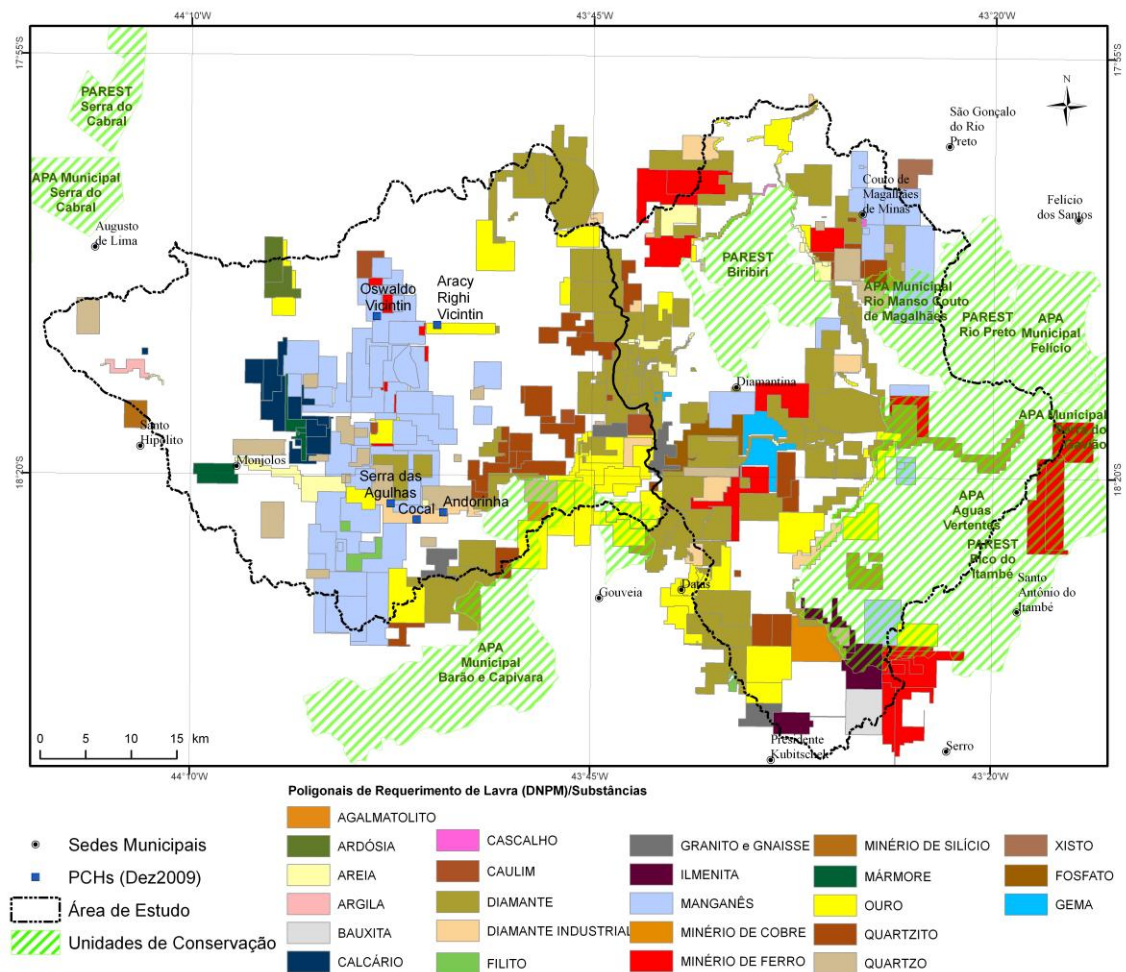 44°10'W
43°45'W
43°20'W
17°55'S
17°55'S
PAREST
Serra do
Cabral
N
São Gonçalo
do Rio
Preto
APA Municipal
Serra do
Cabral
Couto de
Magalhães
de Minas
Felício
dos Santos
Augusto
de Lima
PAREST
Biribiri
Oswaldo
Vicintin
Aracy
Righi
Vicintin
APA Municipal
Rio Manso Couto
de Magalhães
PAREST
Rio Preto
APA
Municipal
Felício
Diamantina
Santo
Hipólito
APA Municipal
Monjolos
18°20'S
18°20'S
Serra das
Agulhas
Cocal
Andorinha
APA
Aguas
Vertentes
PAREST
Pico do
Itambé
Santo
Antônio do
Itambé
Gouveia
Datas
APA
Municipal
Barão e Capivara
0 5 10 15 km
Presidente
Kubitschek
Serro
44°10'W
43°45'W
43°20'W
Poligonais de Requerimento de Lavra (DNPM)/Substâncias
Sedes Municipais
PCHs (Dez2009)
Área de Estudo
Unidades de Conservação
AGALMATOLITO
ARDÓSIA
AREIA
ARGILA
BAUXITA
CALCÁRIO
CASCALHO
CAULIM
DIAMANTE
DIAMANTE INDUSTRIAL
FILITO
GRANITO e GNAISSE
ILMENITA
MANGANÊS
MINÉRIO DE COBRE
MINÉRIO DE FERRO
MINÉRIO DE SILÍCIO
MÁRMORE
OURO
QUARTZITO
QUARTZO
XISTO
FOSFATO
GEMA